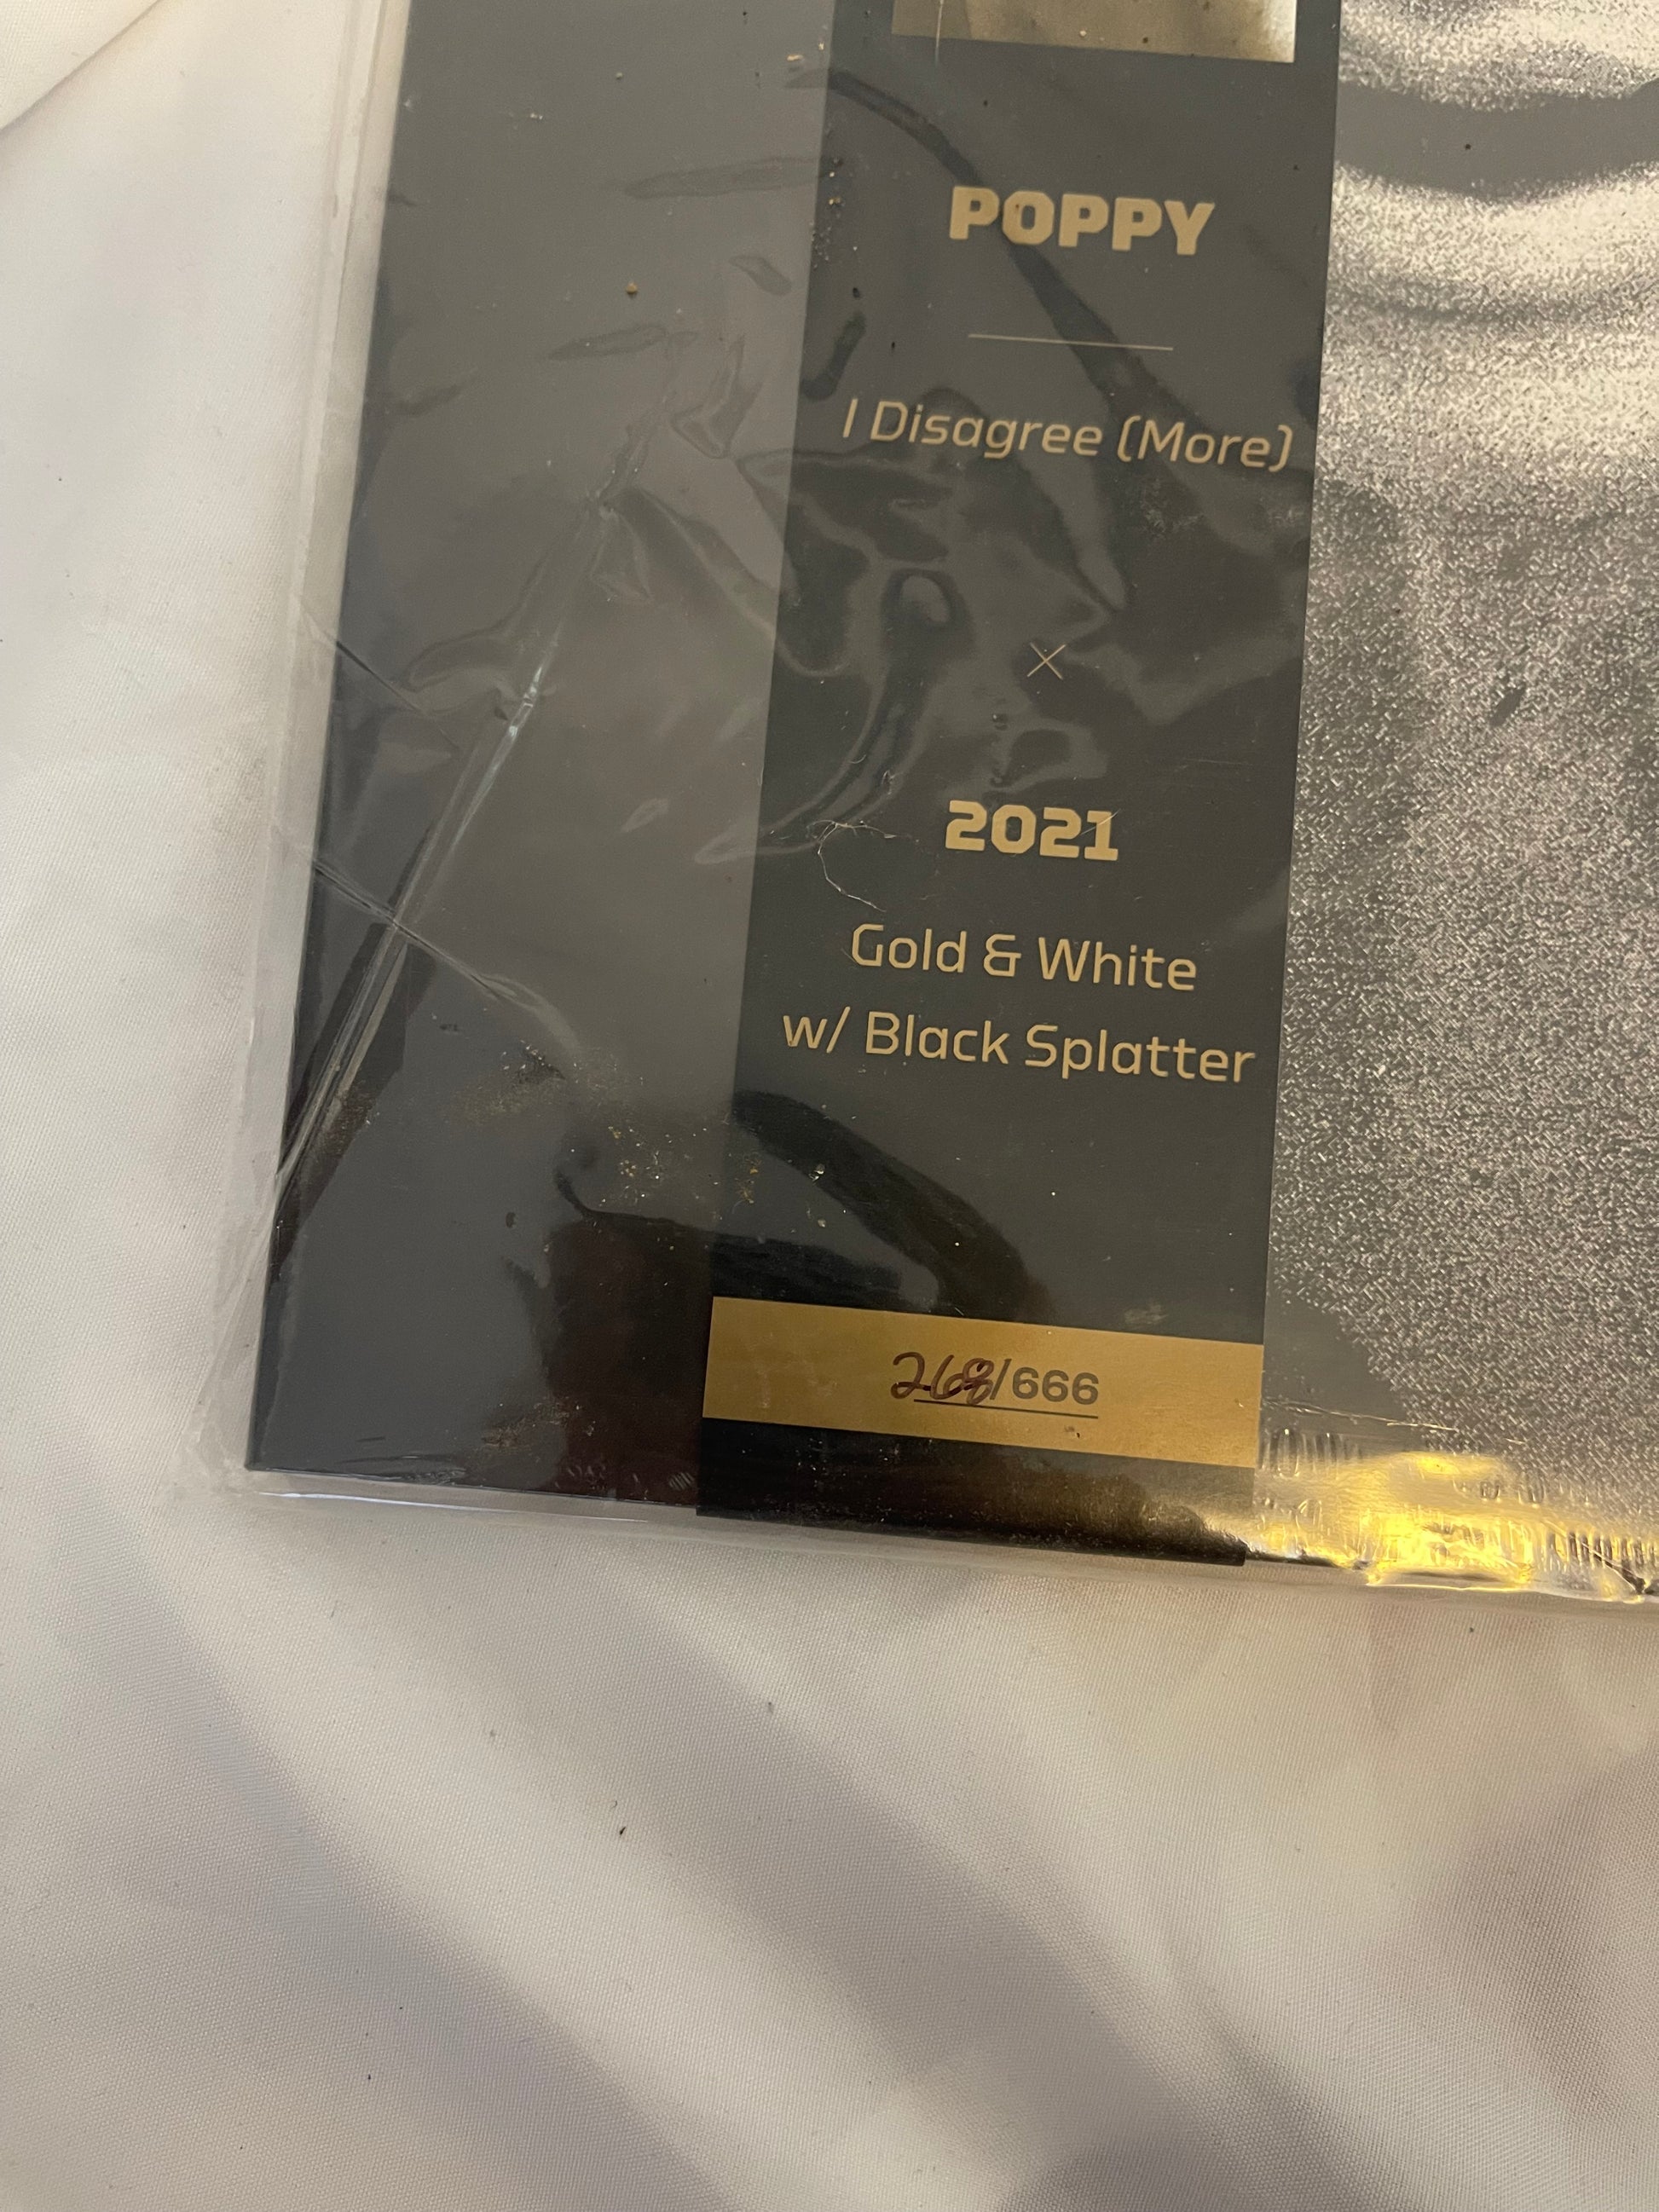 POPPY
I Disagree (More)
2021
Gold & White
w/ Black Splatter
268/666